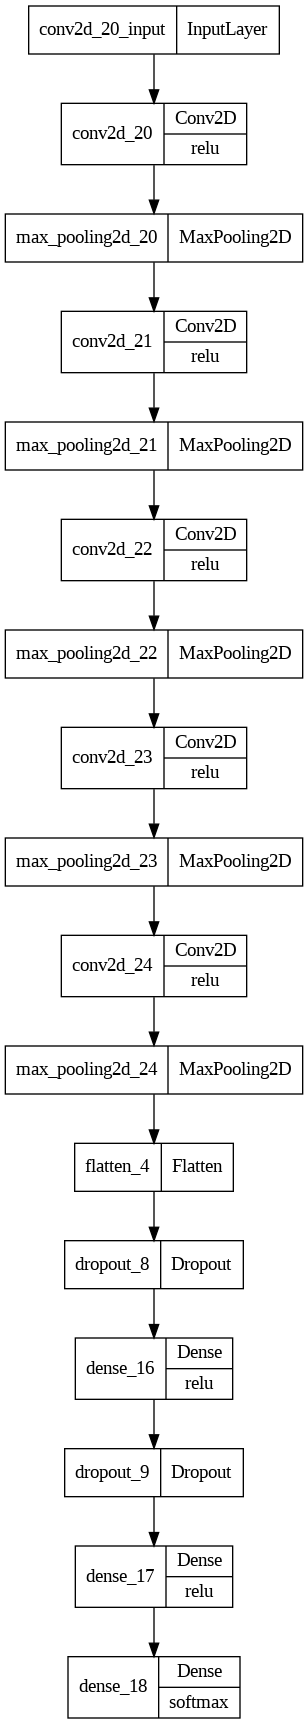 conv2d_20_input InputLayer
conv2d_20 Conv2D
relu
max_pooling2d_20 MaxPooling2D
conv2d_21 Conv2D
relu
max_pooling2d_21 MaxPooling2D
conv2d_22 Conv2D
relu
max_pooling2d_22 MaxPooling2D
conv2d_23 Conv2D
relu
max_pooling2d_23 MaxPooling2D
conv2d_24 Conv2D
relu
max_pooling2d_24 MaxPooling2D
flatten_4 Flatten
dropout_8 Dropout
dense_16 Dense
relu
dropout_9 Dropout
dense_17 Dense
relu
dense_18 Dense
softmax